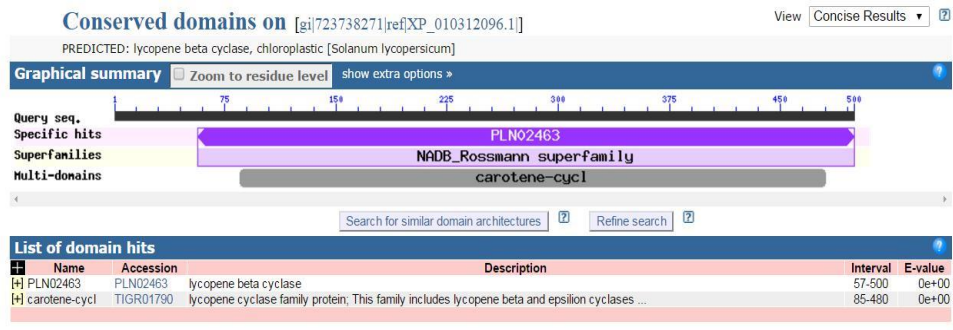 Conserved domains on [gi|723738271|ref|XP_010312096.1|]
View Concise Results ▼ ?
PREDICTED: lycopene beta cyclase, chloroplastic [Solanum lycopersicum]
Graphical summary Zoom to residue level show extra options » ?
1 75 150 225 300 375 450 500
Query seq.
Specific hits PLN02463
Superfamilies NADB_Rossmann superfamily
Multi-domains carotene-cycl
Search for similar domain architectures ? Refine search ?
List of domain hits ?
+ Name Accession Description Interval E-value
[+] PLN02463 PLN02463 lycopene beta cyclase 57-500 0e+00
[+] carotene-cycl TIGR01790 lycopene cyclase family protein; This family includes lycopene beta and epsilion cyclases ... 85-480 0e+00